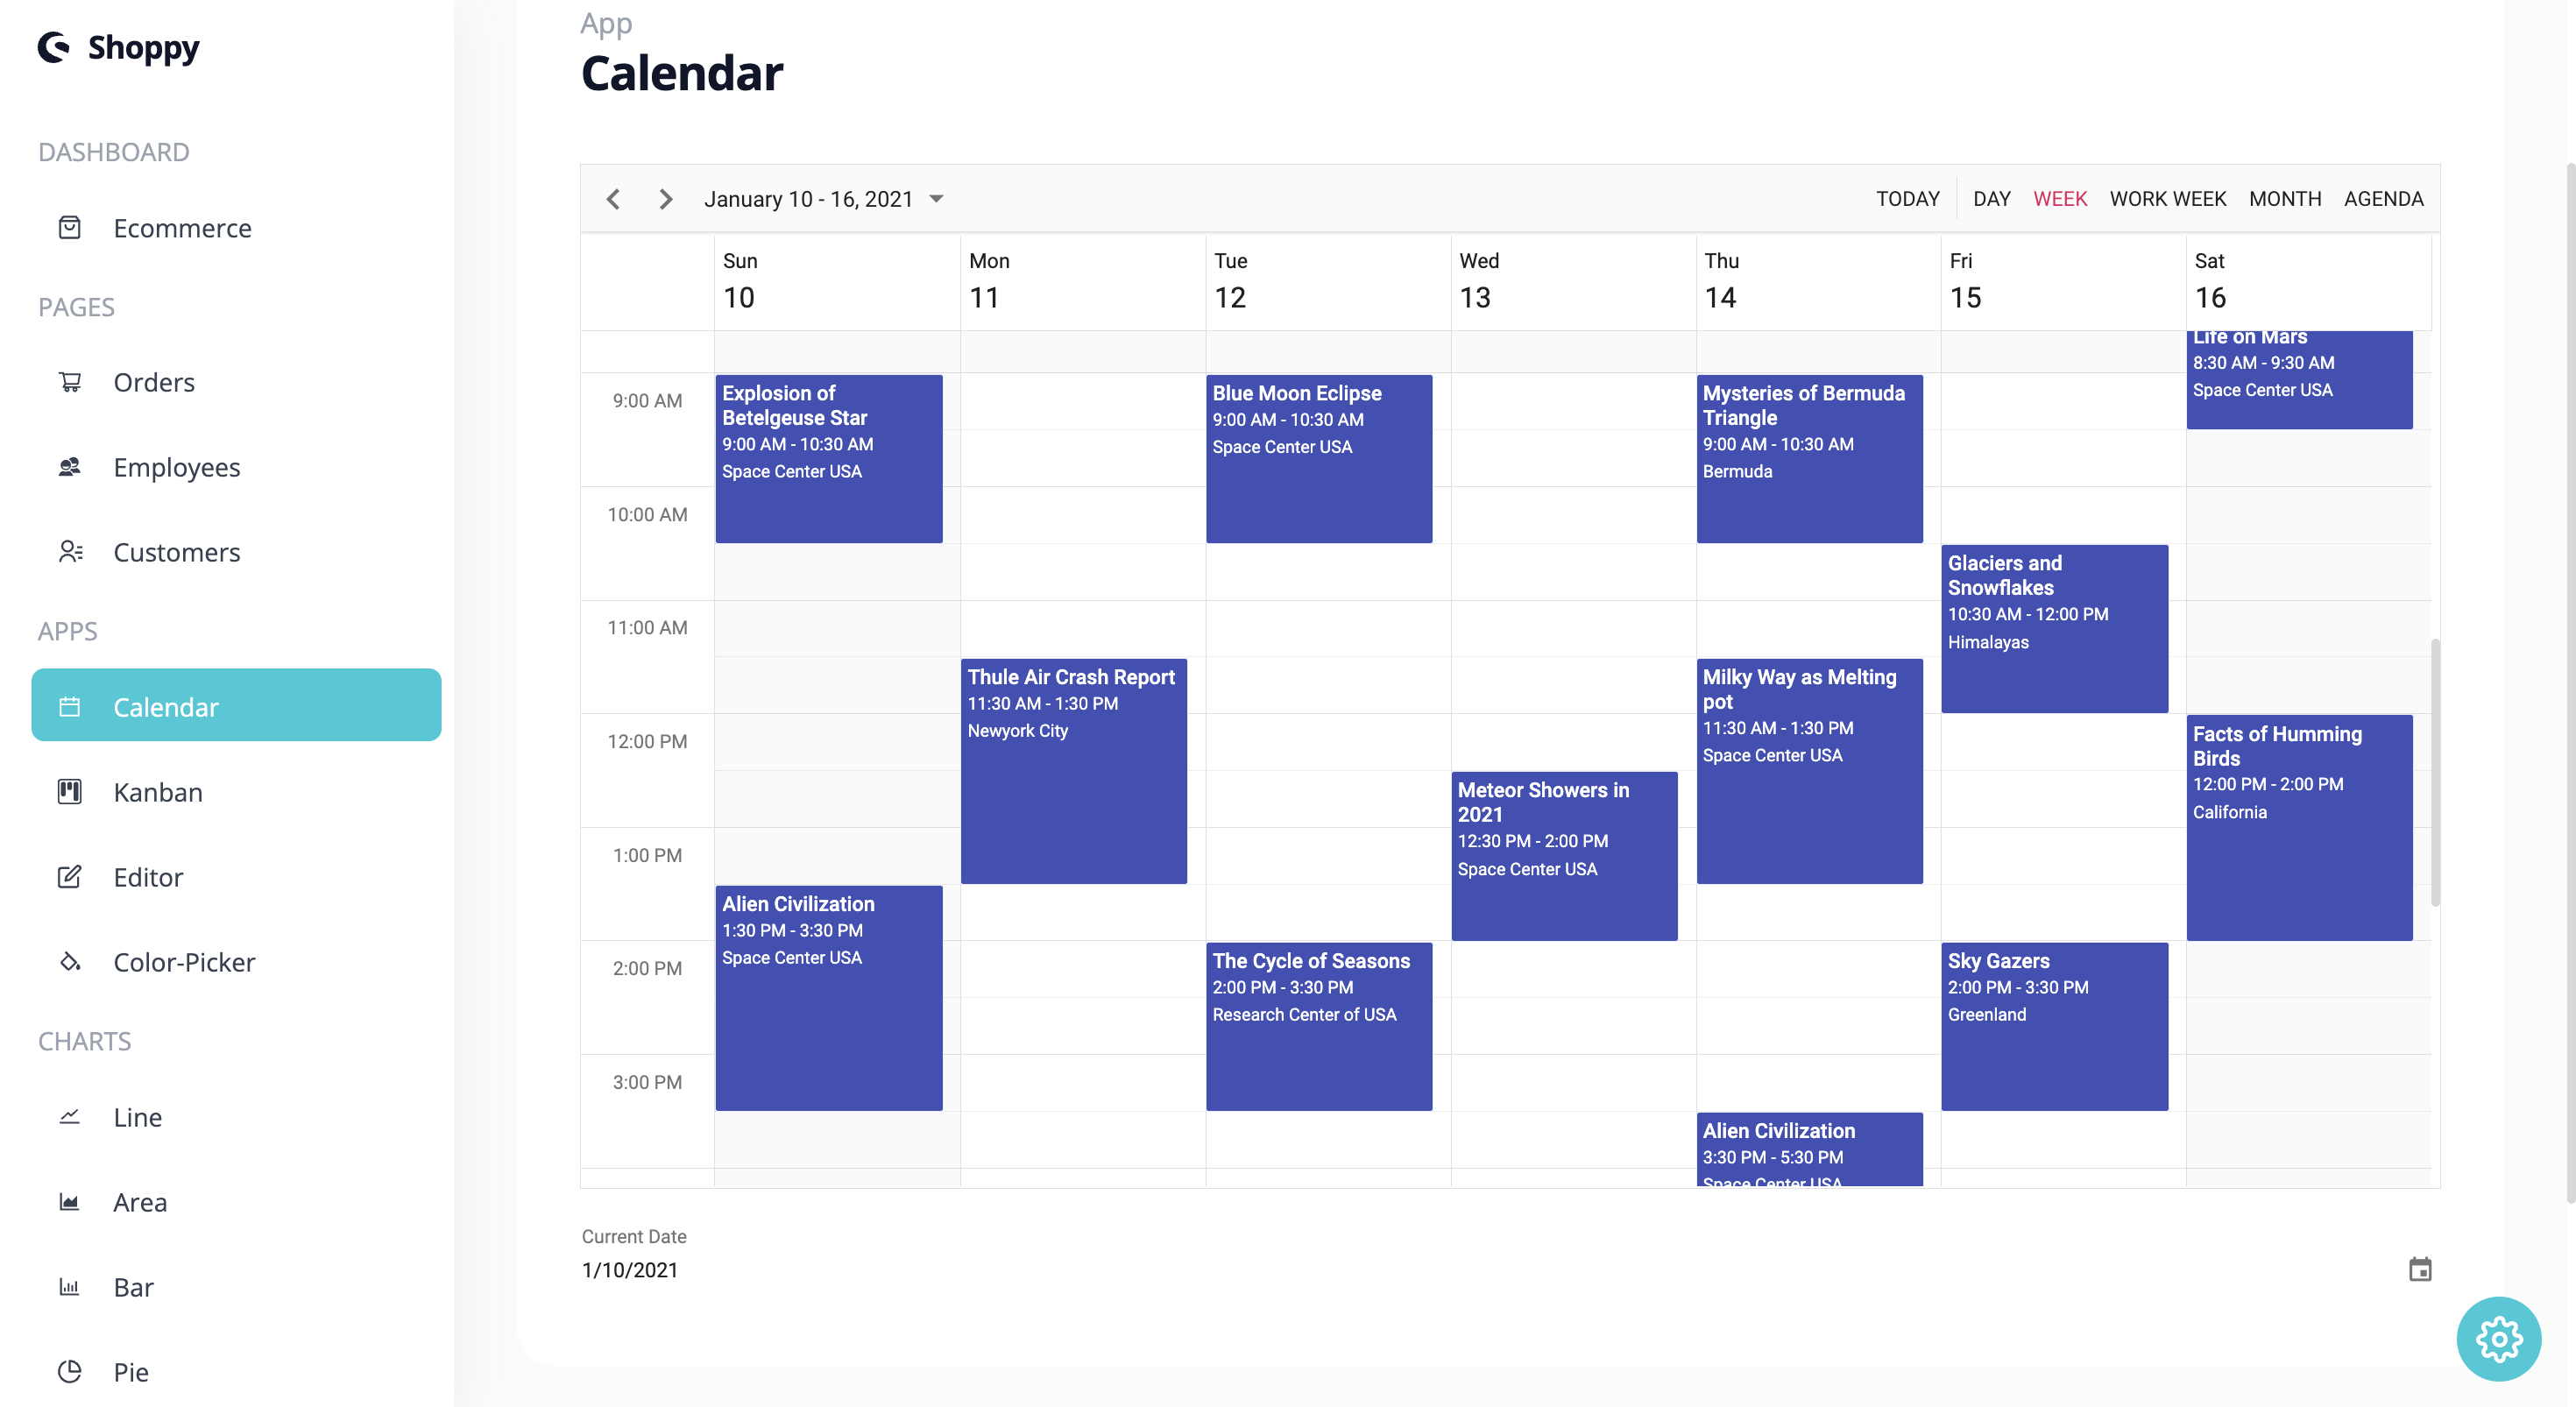 Shoppy
DASHBOARD
Ecommerce
PAGES
Orders
Employees
Customers
APPS
Calendar
Kanban
Editor
Color-Picker
CHARTS
Line
Area
Bar
Pie
App
Calendar
January 10 - 16, 2021
TODAY DAY WEEK WORK WEEK MONTH AGENDA
Sun Mon Tue Wed Thu Fri Sat
10 11 12 13 14 15 16
9:00 AM
10:00 AM
11:00 AM
12:00 PM
1:00 PM
2:00 PM
3:00 PM
Explosion of
Betelgeuse Star
9:00 AM - 10:30 AM
Space Center USA
Alien Civilization
1:30 PM - 3:30 PM
Space Center USA
Thule Air Crash Report
11:30 AM - 1:30 PM
Newyork City
Blue Moon Eclipse
9:00 AM - 10:30 AM
Space Center USA
The Cycle of Seasons
2:00 PM - 3:30 PM
Research Center of USA
Meteor Showers in
2021
12:30 PM - 2:00 PM
Space Center USA
Mysteries of Bermuda
Triangle
9:00 AM - 10:30 AM
Bermuda
Milky Way as Melting
pot
11:30 AM - 1:30 PM
Space Center USA
Alien Civilization
3:30 PM - 5:30 PM
Space Center USA
Glaciers and
Snowflakes
10:30 AM - 12:00 PM
Himalayas
Sky Gazers
2:00 PM - 3:30 PM
Greenland
Life on Mars
8:30 AM - 9:30 AM
Space Center USA
Facts of Humming
Birds
12:00 PM - 2:00 PM
California
Current Date
1/10/2021